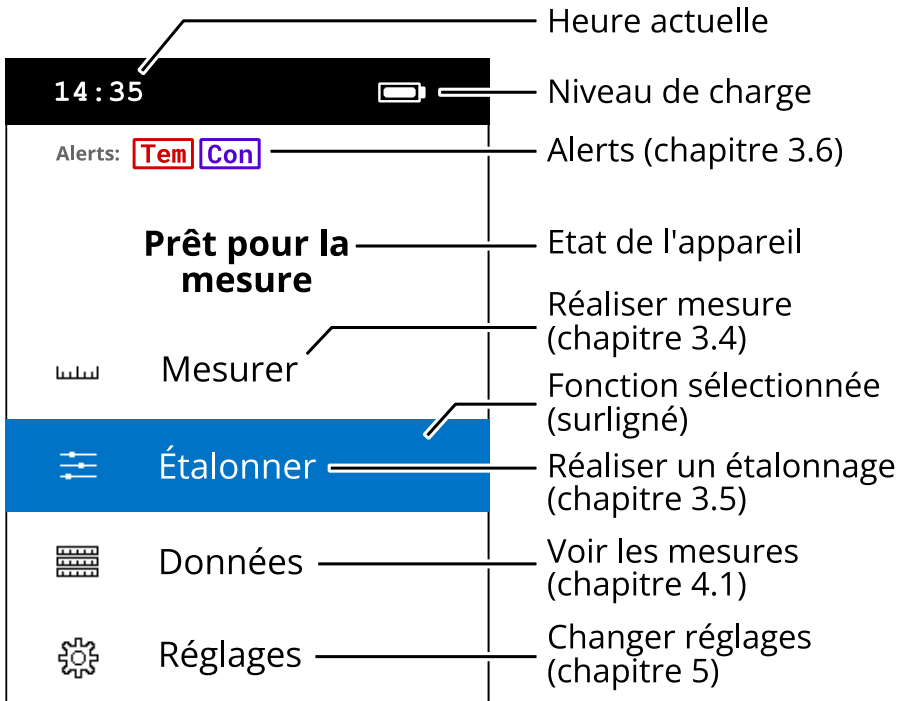 Heure actuelle
14:35
Niveau de charge
Alerts: Tem Con
Alerts (chapitre 3.6)
Prêt pour la
mesure
Etat de l'appareil
Réaliser mesure
(chapitre 3.4)
Mesurer
Fonction sélectionnée
(surligné)
Étalonner
Réaliser un étalonnage
(chapitre 3.5)
Données
Voir les mesures
(chapitre 4.1)
Réglages
Changer réglages
(chapitre 5)